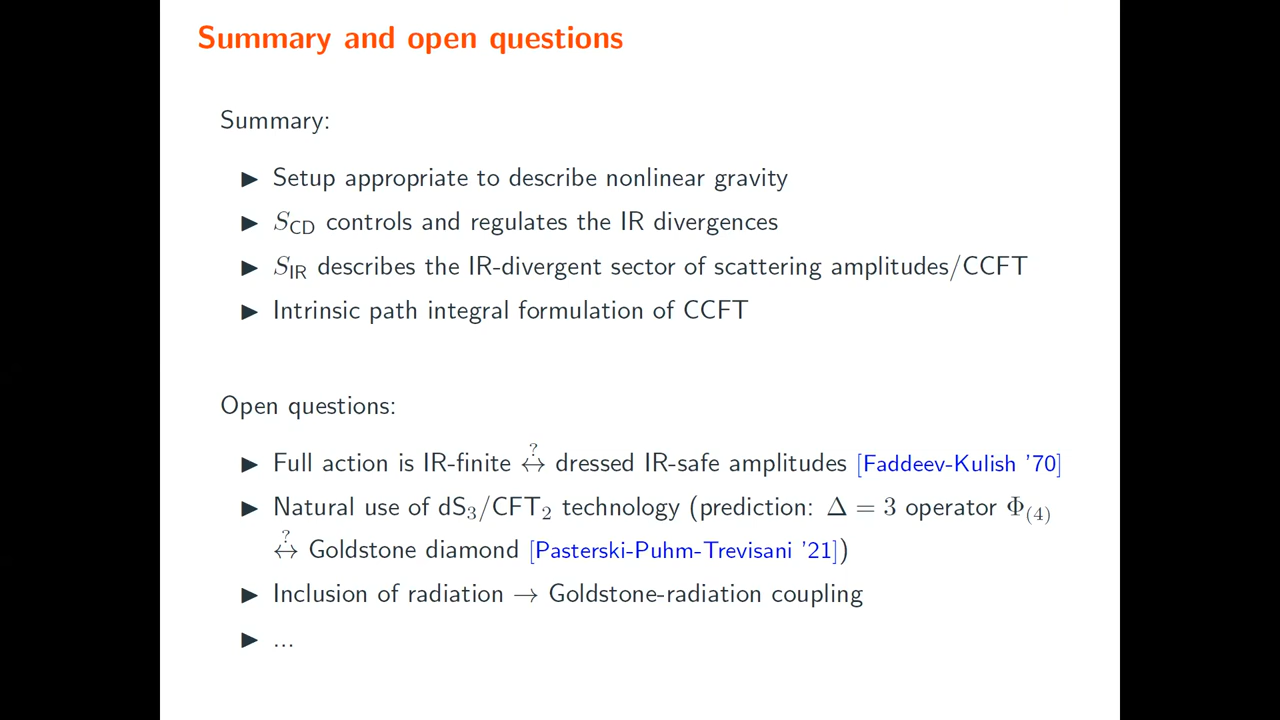 Summary and open questions
Summary:
▶ Setup appropriate to describe nonlinear gravity
▶ S_CD controls and regulates the IR divergences
▶ S_IR describes the IR-divergent sector of scattering amplitudes/CCFT
▶ Intrinsic path integral formulation of CCFT
Open questions:
▶ Full action is IR-finite ↔? dressed IR-safe amplitudes [Faddeev-Kulish '70]
▶ Natural use of dS₃/CFT₂ technology (prediction: Δ = 3 operator Φ₍₄₎
↔? Goldstone diamond [Pasterski-Puhm-Trevisani '21])
▶ Inclusion of radiation → Goldstone-radiation coupling
▶ ...